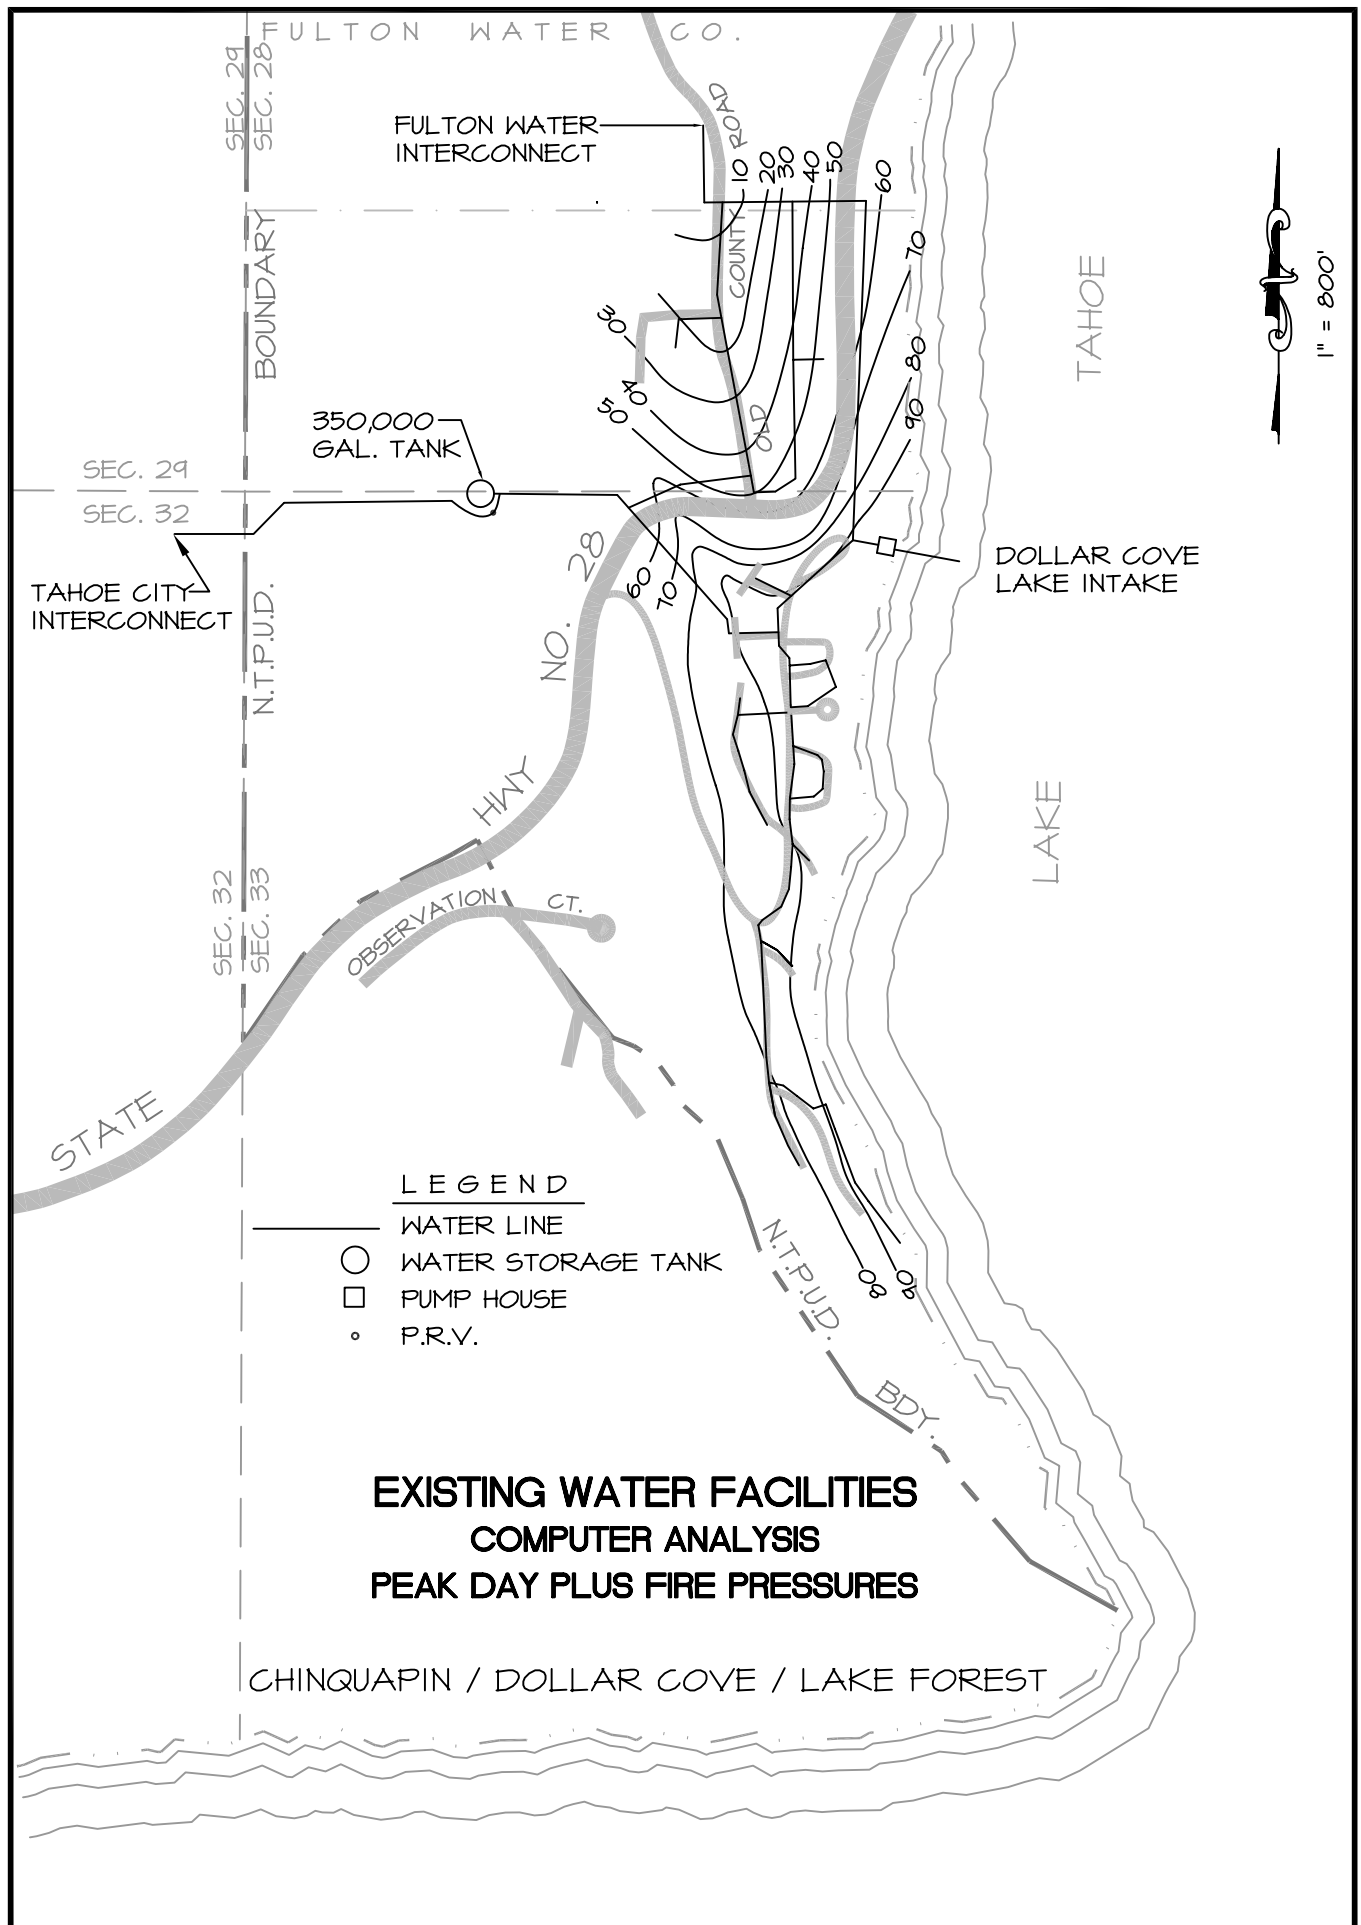 FULTON WATER CO.
SEC. 29
SEC. 28
FULTON WATER
INTERCONNECT
OLD COUNTY ROAD
10
20
30
40
50
60
70
80
90
BOUNDARY
N.T.P.U.D.
TAHOE
LAKE
1" = 800'
30
40
50
350,000
GAL. TANK
SEC. 29
SEC. 32
TAHOE CITY
INTERCONNECT
DOLLAR COVE
LAKE INTAKE
60
70
STATE HWY NO. 28
SEC. 32
SEC. 33
OBSERVATION CT.
LEGEND
WATER LINE
WATER STORAGE TANK
PUMP HOUSE
P.R.V.
80
90
N.T.P.U.D. BDY.
EXISTING WATER FACILITIES
COMPUTER ANALYSIS
PEAK DAY PLUS FIRE PRESSURES
CHINQUAPIN / DOLLAR COVE / LAKE FOREST